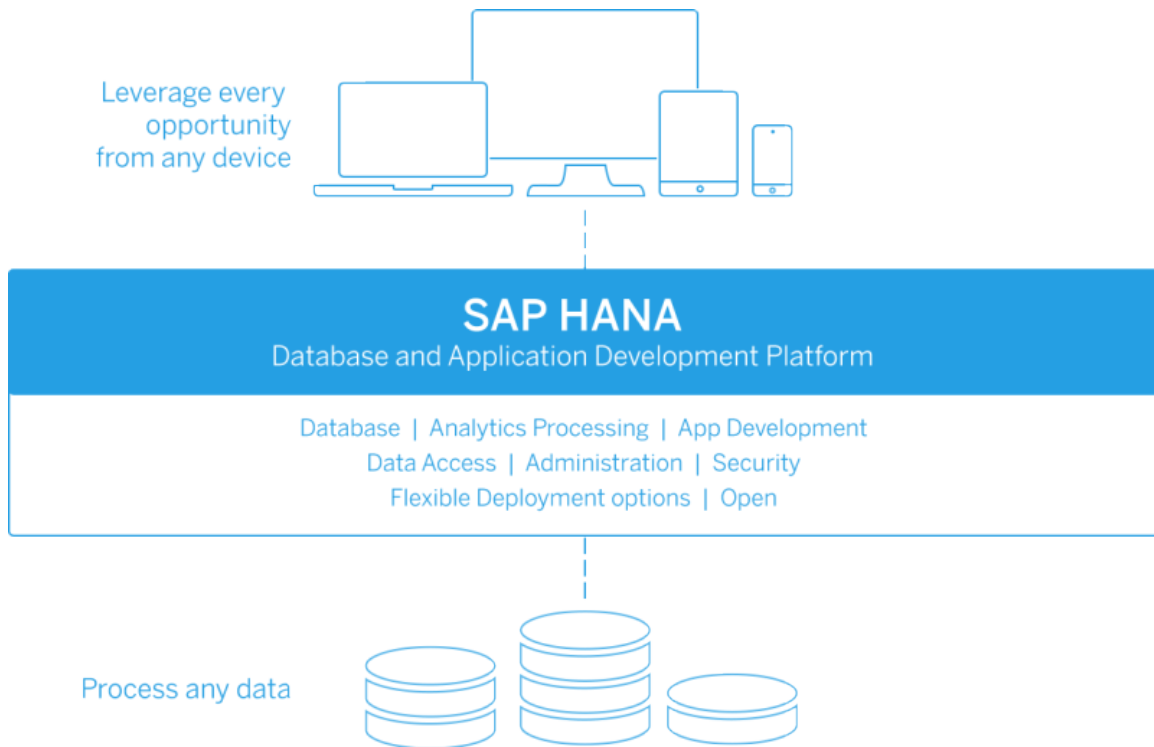 Leverage every
opportunity
from any device
SAP HANA
Database and Application Development Platform
Database | Analytics Processing | App Development
Data Access | Administration | Security
Flexible Deployment options | Open
Process any data